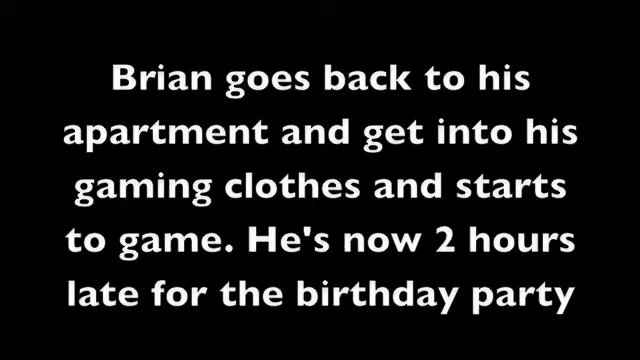 Brian goes back to his
apartment and get into his
gaming clothes and starts
to game. He's now 2 hours
late for the birthday party